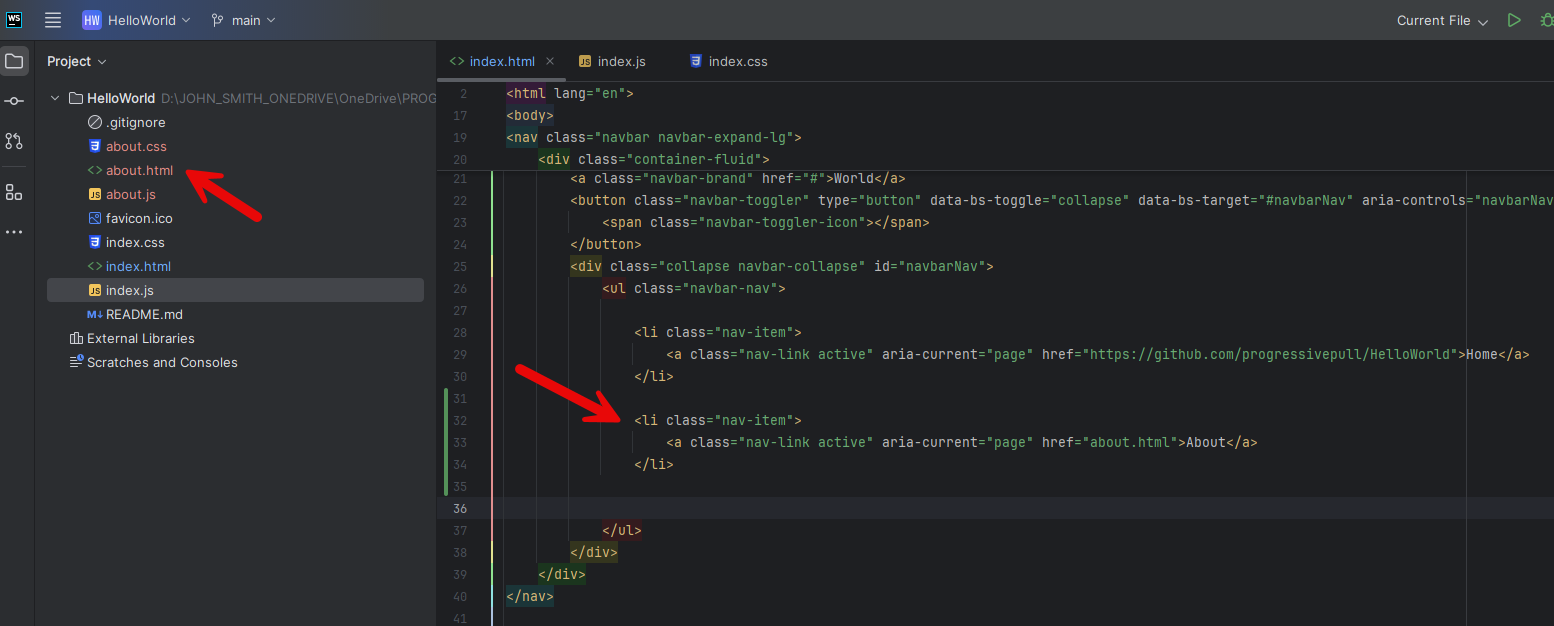 WS
HW HelloWorld main Current File
Project
index.html × index.js index.css
HelloWorld D:\JOHN_SMITH_ONEDRIVE\OneDrive\PROG
.gitignore
about.css
about.html
JS about.js
favicon.ico
index.css
index.html
JS index.js
M↓ README.md
External Libraries
Scratches and Consoles
2 <html lang="en">
17 <body>
19 <nav class="navbar navbar-expand-lg">
20 <div class="container-fluid">
21 <a class="navbar-brand" href="#">World</a>
22 <button class="navbar-toggler" type="button" data-bs-toggle="collapse" data-bs-target="#navbarNav" aria-controls="navbarNav
23 <span class="navbar-toggler-icon"></span>
24 </button>
25 <div class="collapse navbar-collapse" id="navbarNav">
26 <ul class="navbar-nav">
27
28 <li class="nav-item">
29 <a class="nav-link active" aria-current="page" href="https://github.com/progressivepull/HelloWorld">Home</a>
30 </li>
31
32 <li class="nav-item">
33 <a class="nav-link active" aria-current="page" href="about.html">About</a>
34 </li>
35
36
37 </ul>
38 </div>
39 </div>
40 </nav>
41